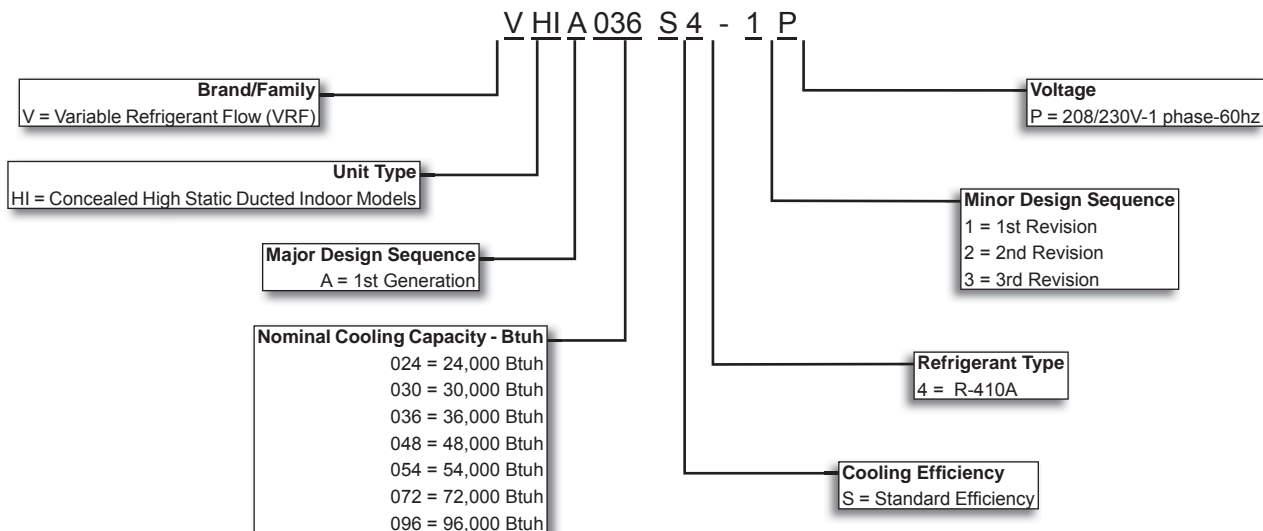 V HI A 036 S 4 - 1 P
Brand/Family
V = Variable Refrigerant Flow (VRF)
Unit Type
HI = Concealed High Static Ducted Indoor Models
Major Design Sequence
A = 1st Generation
Nominal Cooling Capacity - Btuh
024 = 24,000 Btuh
030 = 30,000 Btuh
036 = 36,000 Btuh
048 = 48,000 Btuh
054 = 54,000 Btuh
072 = 72,000 Btuh
096 = 96,000 Btuh
Voltage
P = 208/230V-1 phase-60hz
Minor Design Sequence
1 = 1st Revision
2 = 2nd Revision
3 = 3rd Revision
Refrigerant Type
4 = R-410A
Cooling Efficiency
S = Standard Efficiency